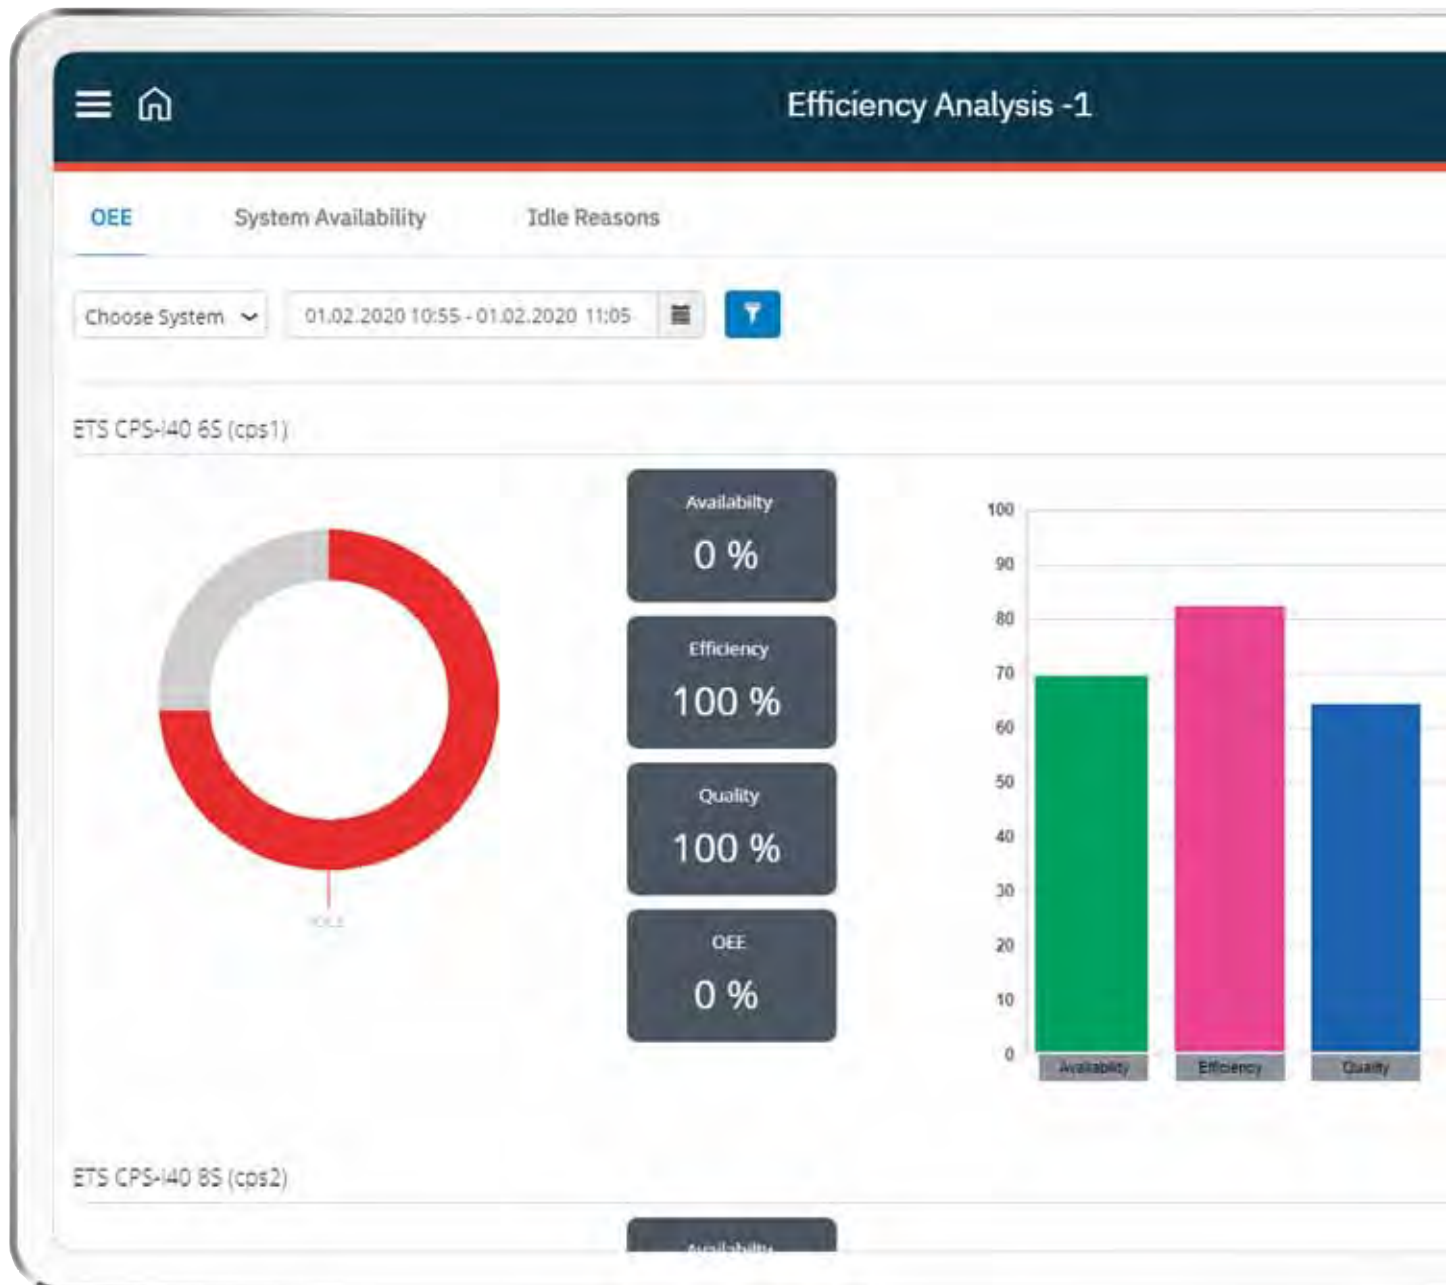 Efficiency Analysis -1
OEE
System Availability
Idle Reasons
Choose System
01.02.2020 10:55 - 01.02.2020 11:05
ETS CPS-I40 6S (cps1)
Availabilty
0 %
Efficiency
100 %
Quality
100 %
OEE
0 %
100
90
80
70
60
50
40
30
20
10
0
Availability
Efficiency
Quality
ETS CPS-I40 8S (cps2)
Availabilty